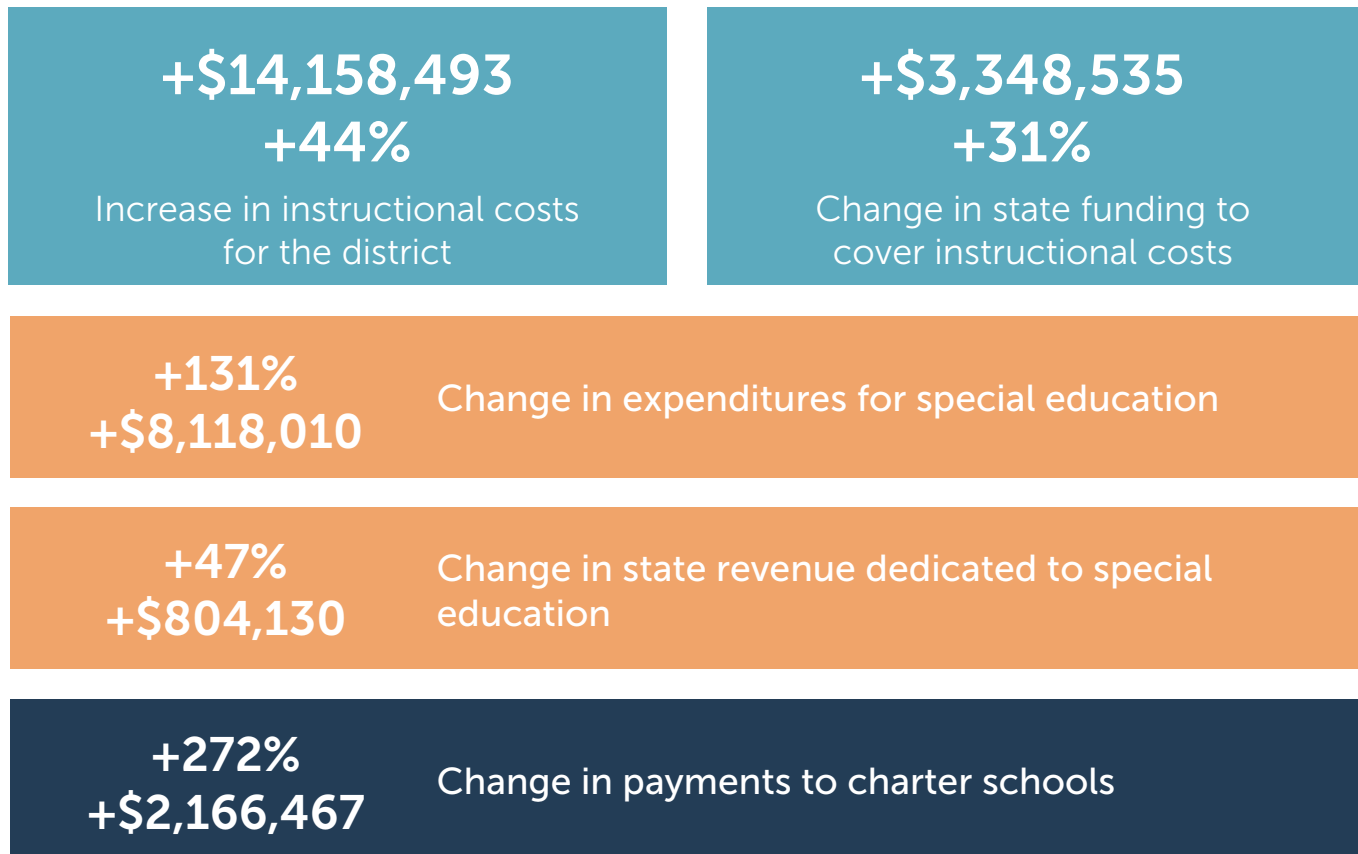 +$14,158,493
+44%
Increase in instructional costs
for the district
+$3,348,535
+31%
Change in state funding to
cover instructional costs
+131%
+$8,118,010
Change in expenditures for special education
+47%
+$804,130
Change in state revenue dedicated to special
education
+272%
+$2,166,467
Change in payments to charter schools